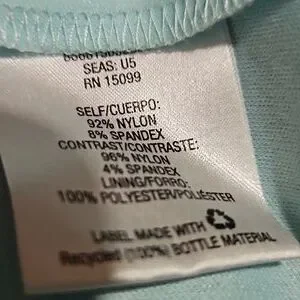 SEAS: U5
RN 15099
SELF/CUERPO:
92% NYLON
8% SPANDEX
CONTRAST/CONTRASTE:
96% NYLON
4% SPANDEX
LINING/FORRO:
100% POLYESTER/POLIÉSTER
LABEL MADE WITH
Recycled (100%) BOTTLE MATERIAL